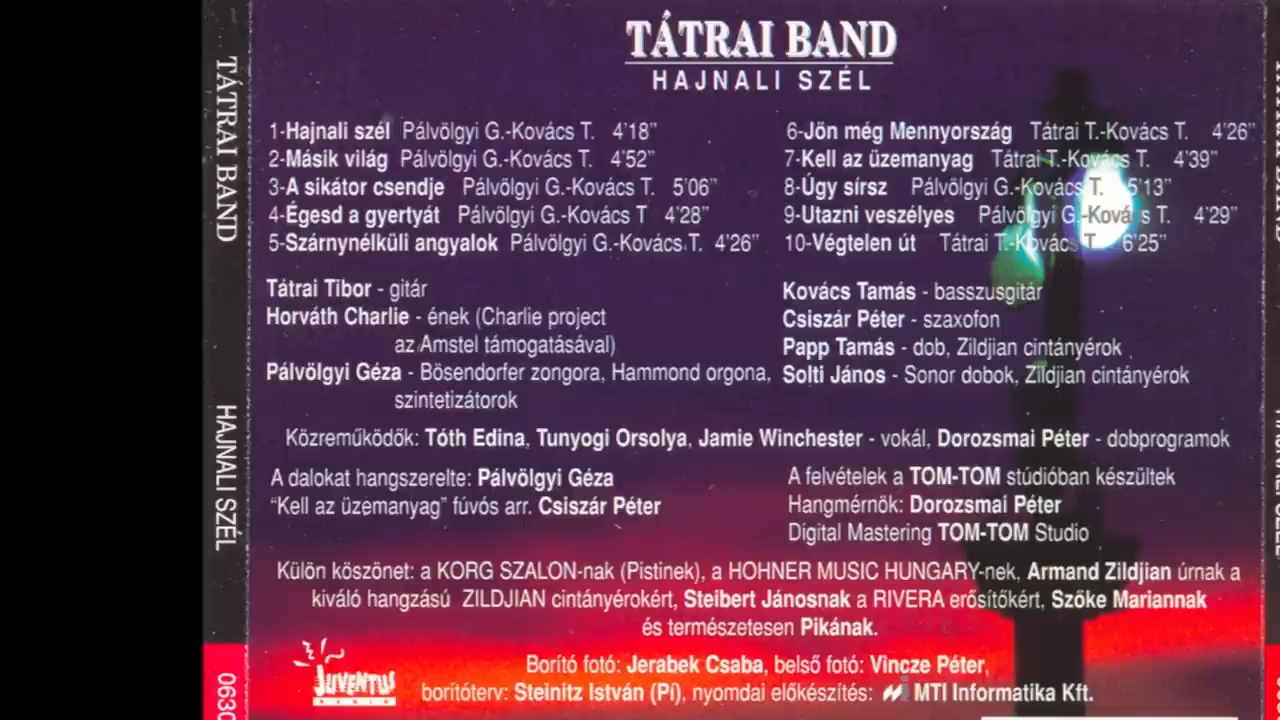 TÁTRAI BAND
HAJNALI SZÉL
1-Hajnali szél Pálvölgyi G.-Kovács T. 4'18"
2-Másik világ Pálvölgyi G.-Kovács T. 4'52"
3-A sikátor csendje Pálvölgyi G.-Kovács T. 5'06"
4-Égesd a gyertyát Pálvölgyi G.-Kovács T 4'28"
5-Szárnynélküli angyalok Pálvölgyi G.-Kovács T. 4'26"
6-Jön még Mennyország Tátrai T.-Kovács T. 4'26"
7-Kell az üzemanyag Tátrai T.-Kovács T. 4'39"
8-Úgy sírsz Pálvölgyi G.-Kovács T. 5'13"
9-Utazni veszélyes Pálvölgyi G.-Kovács T. 4'29"
10-Végtelen út Tátrai T.-Kovács T. 6'25"
Tátrai Tibor - gitár
Horváth Charlie - ének (Charlie project
az Amstel támogatásával)
Pálvölgyi Géza - Bösendorfer zongora, Hammond orgona,
szintetizátorok
Kovács Tamás - basszusgitár
Csiszár Péter - szaxofon
Papp Tamás - dob, Zildjian cintányérok
Solti János - Sonor dobok, Zildjian cintányérok
Közreműködők: Tóth Edina, Tunyogi Orsolya, Jamie Winchester - vokál, Dorozsmai Péter - dobprogramok
A dalokat hangszerelte: Pálvölgyi Géza
"Kell az üzemanyag" fúvós arr. Csiszár Péter
A felvételek a TOM-TOM stúdióban készültek
Hangmérnök: Dorozsmai Péter
Digital Mastering TOM-TOM Studio
Külön köszönet: a KORG SZALON-nak (Pistinek), a HOHNER MUSIC HUNGARY-nek, Armand Zildjian úrnak a
kiváló hangzású ZILDJIAN cintányérokért, Steibert Jánosnak a RIVERA erősítőkért, Szőke Mariannak
és természetesen Pikának.
Borító fotó: Jerabek Csaba, belső fotó: Vincze Péter,
borítóterv: Steinitz István (Pí), nyomdai előkészítés: MTI Informatika Kft.
JUVENTUS
RADIO
TÁTRAI BAND
HAJNALI SZÉL
0630